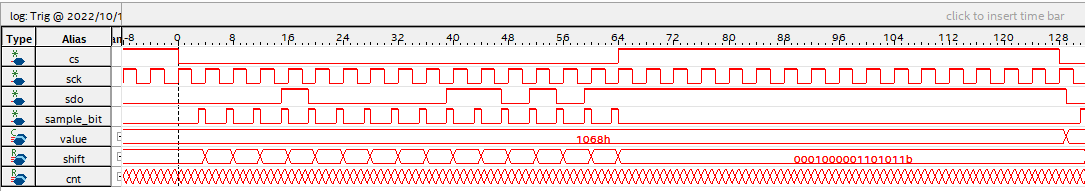 log: Trig @ 2022/10/1
click to insert time bar
Type Alias -8 0 8 16 24 32 40 48 56 64 72 80 88 96 104 112 120 128
cs
sck
sdo
sample_bit
value 1068h
shift 0001000001101011b
cnt